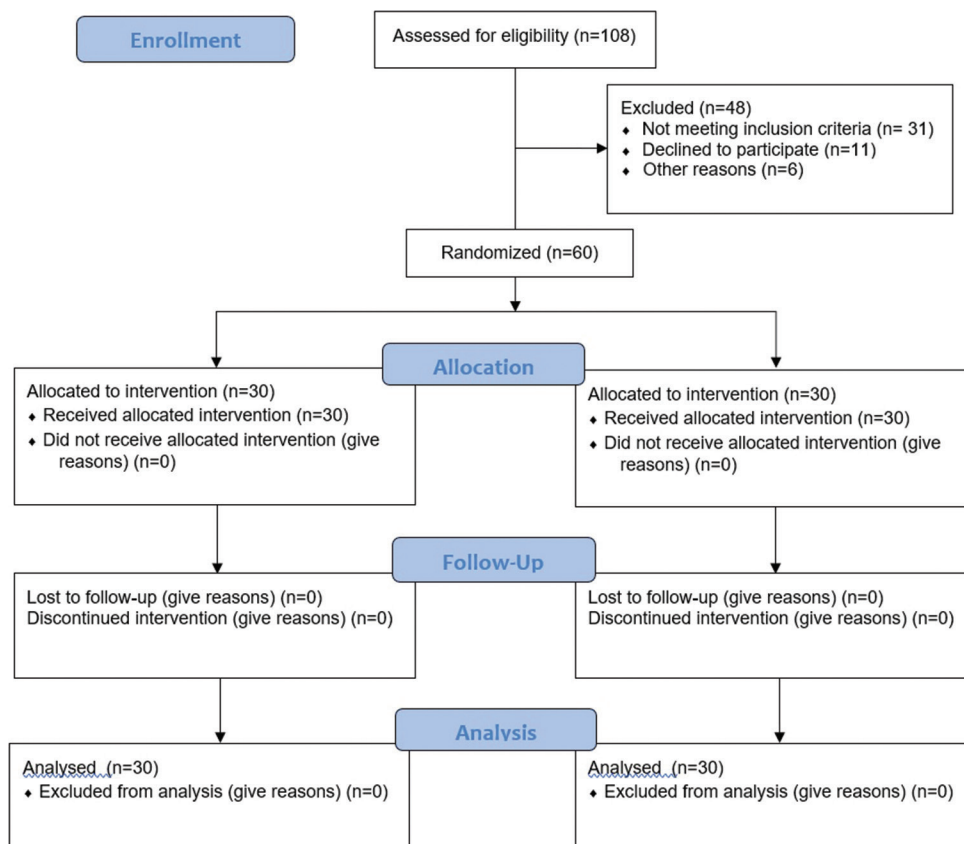 Enrollment
Assessed for eligibility (n=108)
Excluded (n=48)
♦ Not meeting inclusion criteria (n= 31)
♦ Declined to participate (n=11)
♦ Other reasons (n=6)
Randomized (n=60)
Allocation
Allocated to intervention (n=30)
♦ Received allocated intervention (n=30)
♦ Did not receive allocated intervention (give
reasons) (n=0)
Allocated to intervention (n=30)
♦ Received allocated intervention (n=30)
♦ Did not receive allocated intervention (give
reasons) (n=0)
Follow-Up
Lost to follow-up (give reasons) (n=0)
Discontinued intervention (give reasons) (n=0)
Lost to follow-up (give reasons) (n=0)
Discontinued intervention (give reasons) (n=0)
Analysis
Analysed (n=30)
♦ Excluded from analysis (give reasons) (n=0)
Analysed (n=30)
♦ Excluded from analysis (give reasons) (n=0)